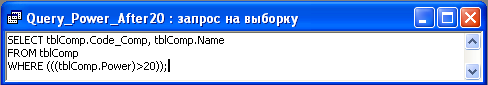 Query_Power_After20 : запрос на выборку
SELECT tblComp.Code_Comp, tblComp.Name
FROM tblComp
WHERE (((tblComp.Power)>20));